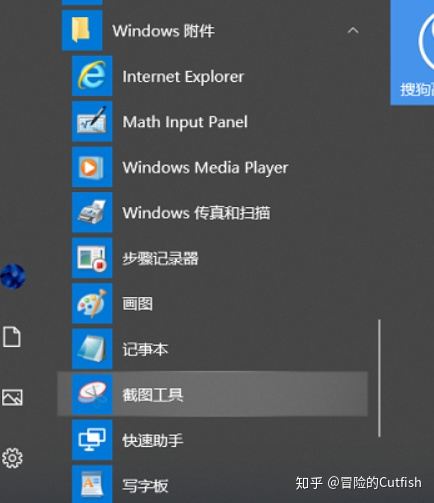 Windows 附件
搜狗高
Internet Explorer
Math Input Panel
Windows Media Player
Windows 传真和扫描
步骤记录器
画图
记事本
截图工具
快速助手
写字板
知乎 @冒险的Cutfish